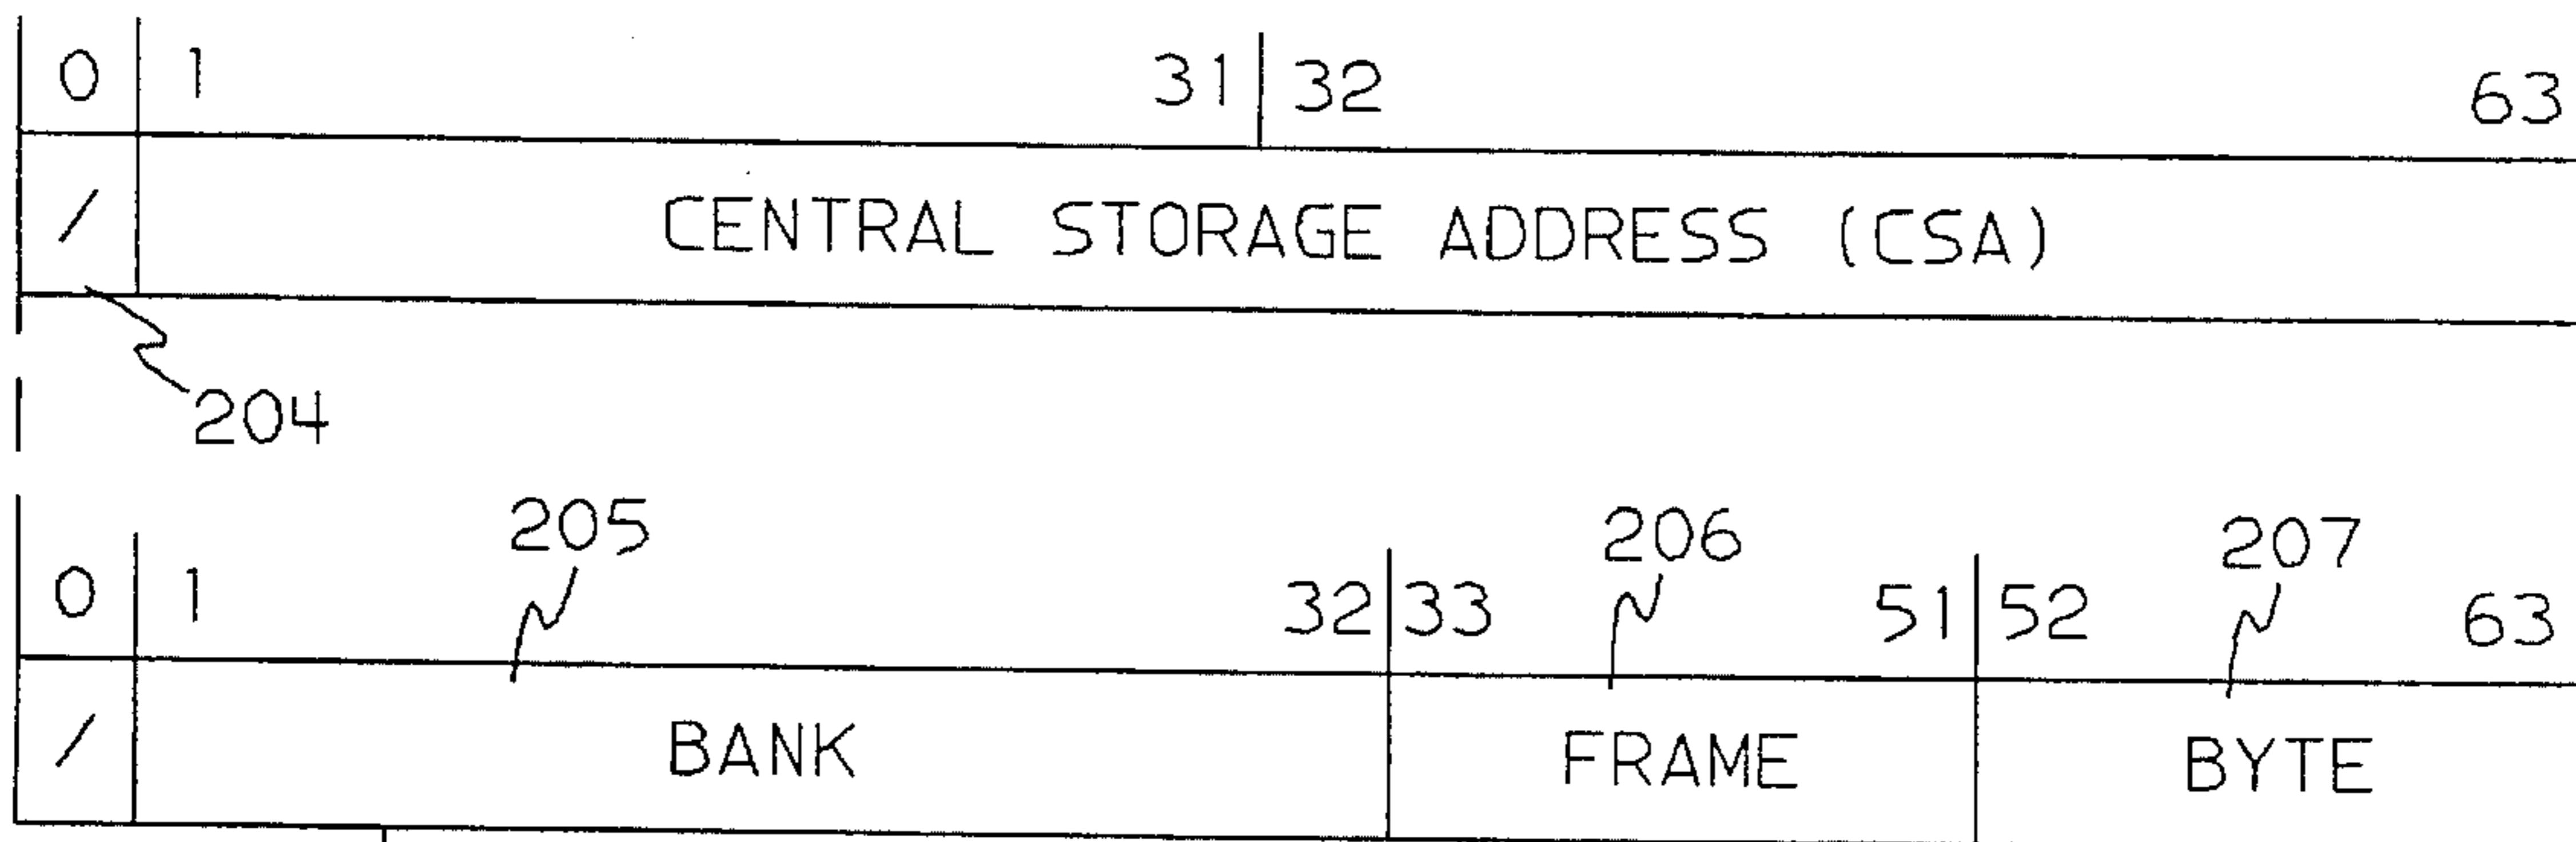 0 1 31 32 63
/ CENTRAL STORAGE ADDRESS (CSA)
204
205 206 207
0 1 32 33 51 52 63
/ BANK FRAME BYTE